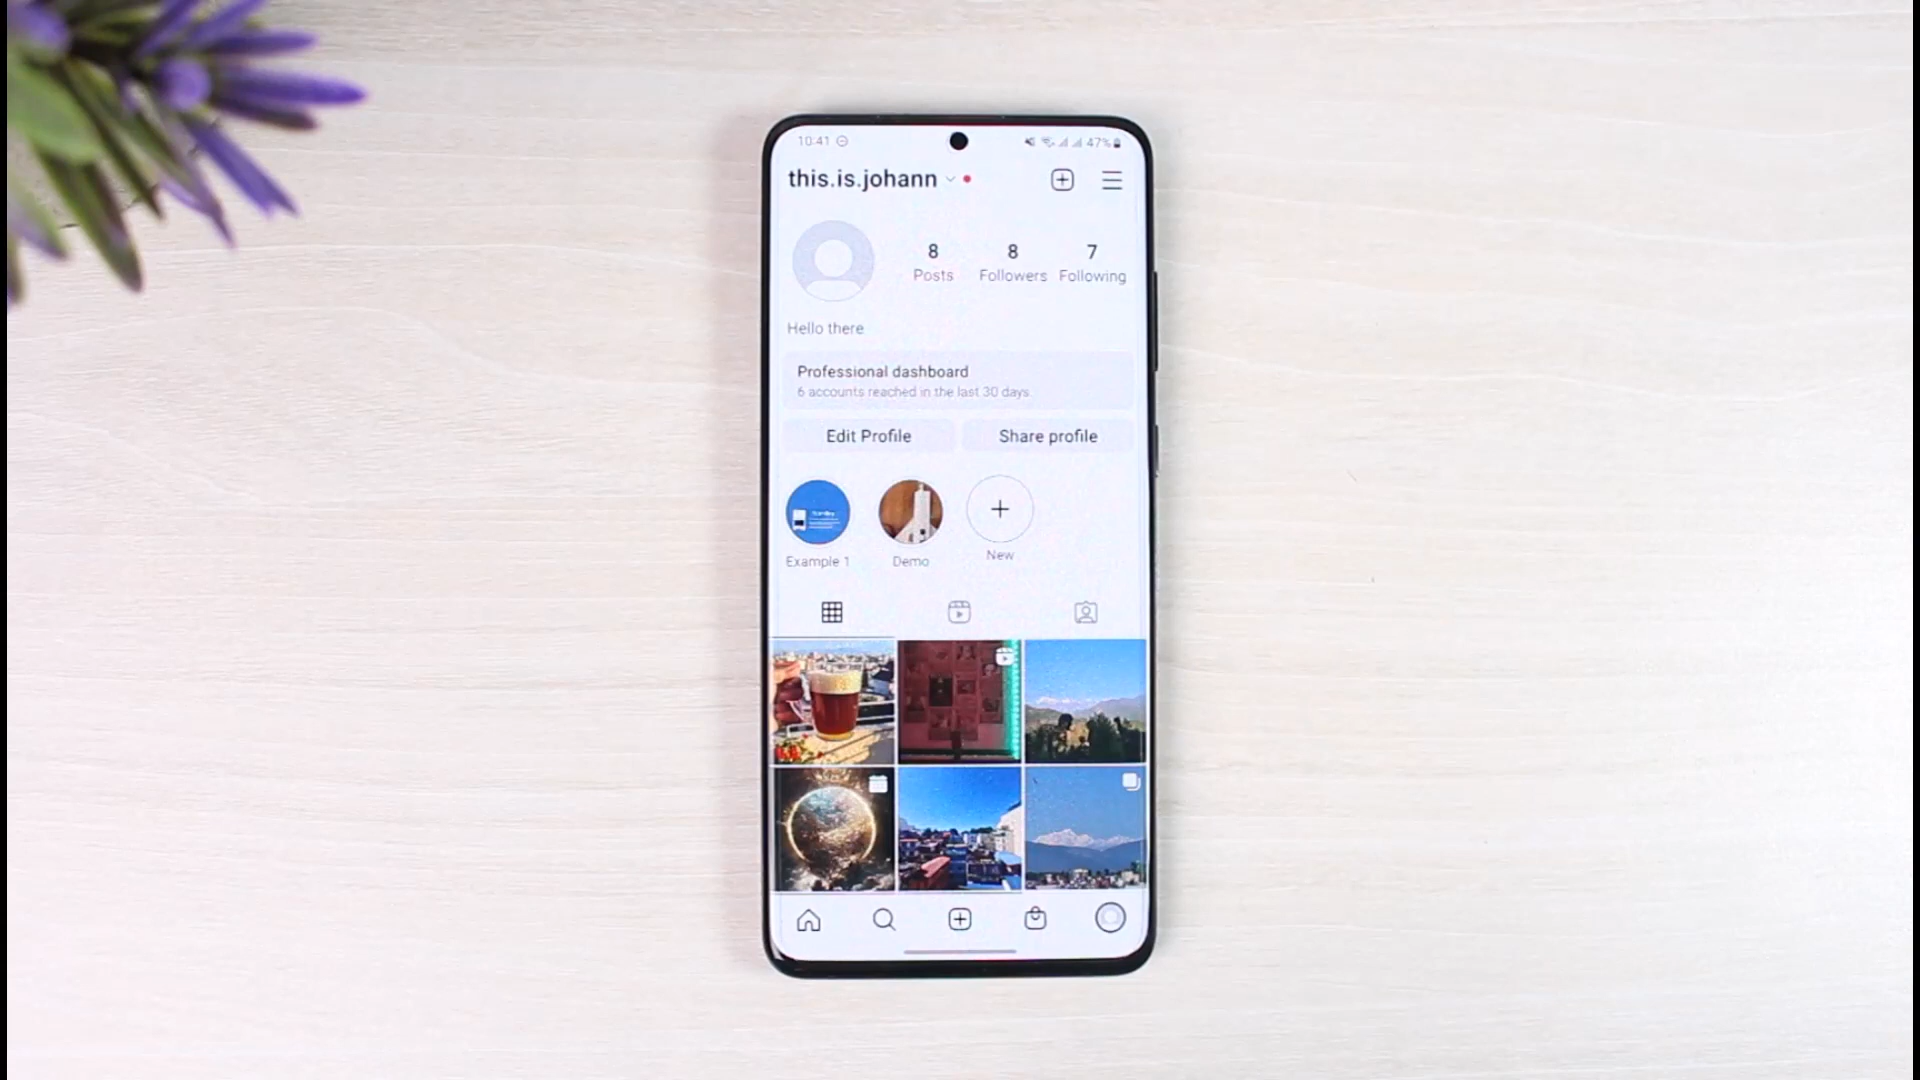 10:41
47%
this.is.johann
8
8
7
Posts
Followers
Following
Hello there
Professional dashboard
6 accounts reached in the last 30 days.
Edit Profile
Share profile
Example 1
Demo
New